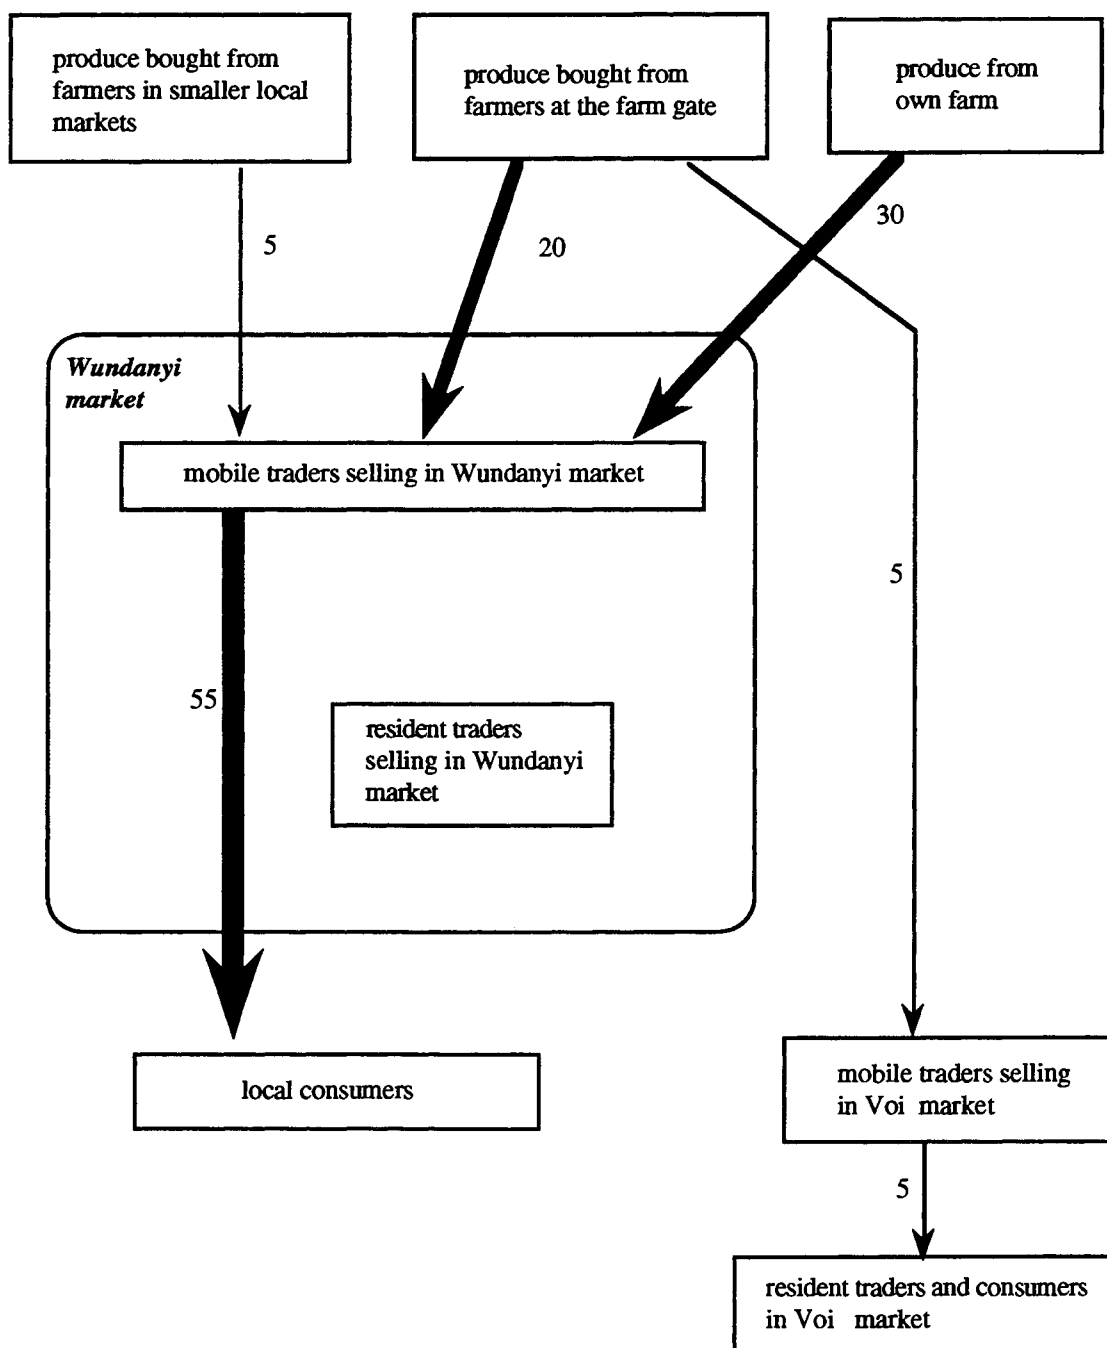 produce bought from
farmers in smaller local
markets
produce bought from
farmers at the farm gate
produce from
own farm
5
20
30
Wundanyi
market
mobile traders selling in Wundanyi market
5
55
resident traders
selling in Wundanyi
market
local consumers
mobile traders selling
in Voi market
5
resident traders and consumers
in Voi market